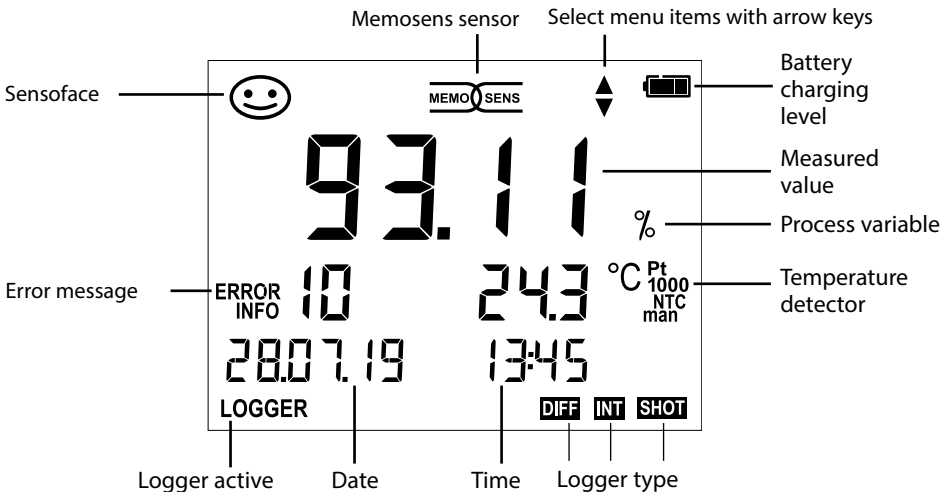 Memosens sensor
Select menu items with arrow keys
Sensoface
MEMO SENS
Battery
charging
level
93.11
Measured
value
%
Process variable
Error message
ERROR
INFO
10
24.3
°C
Pt
1000
NTC
man
Temperature
detector
28.07.19
13:45
LOGGER
DIFF INT SHOT
Logger active
Date
Time
Logger type